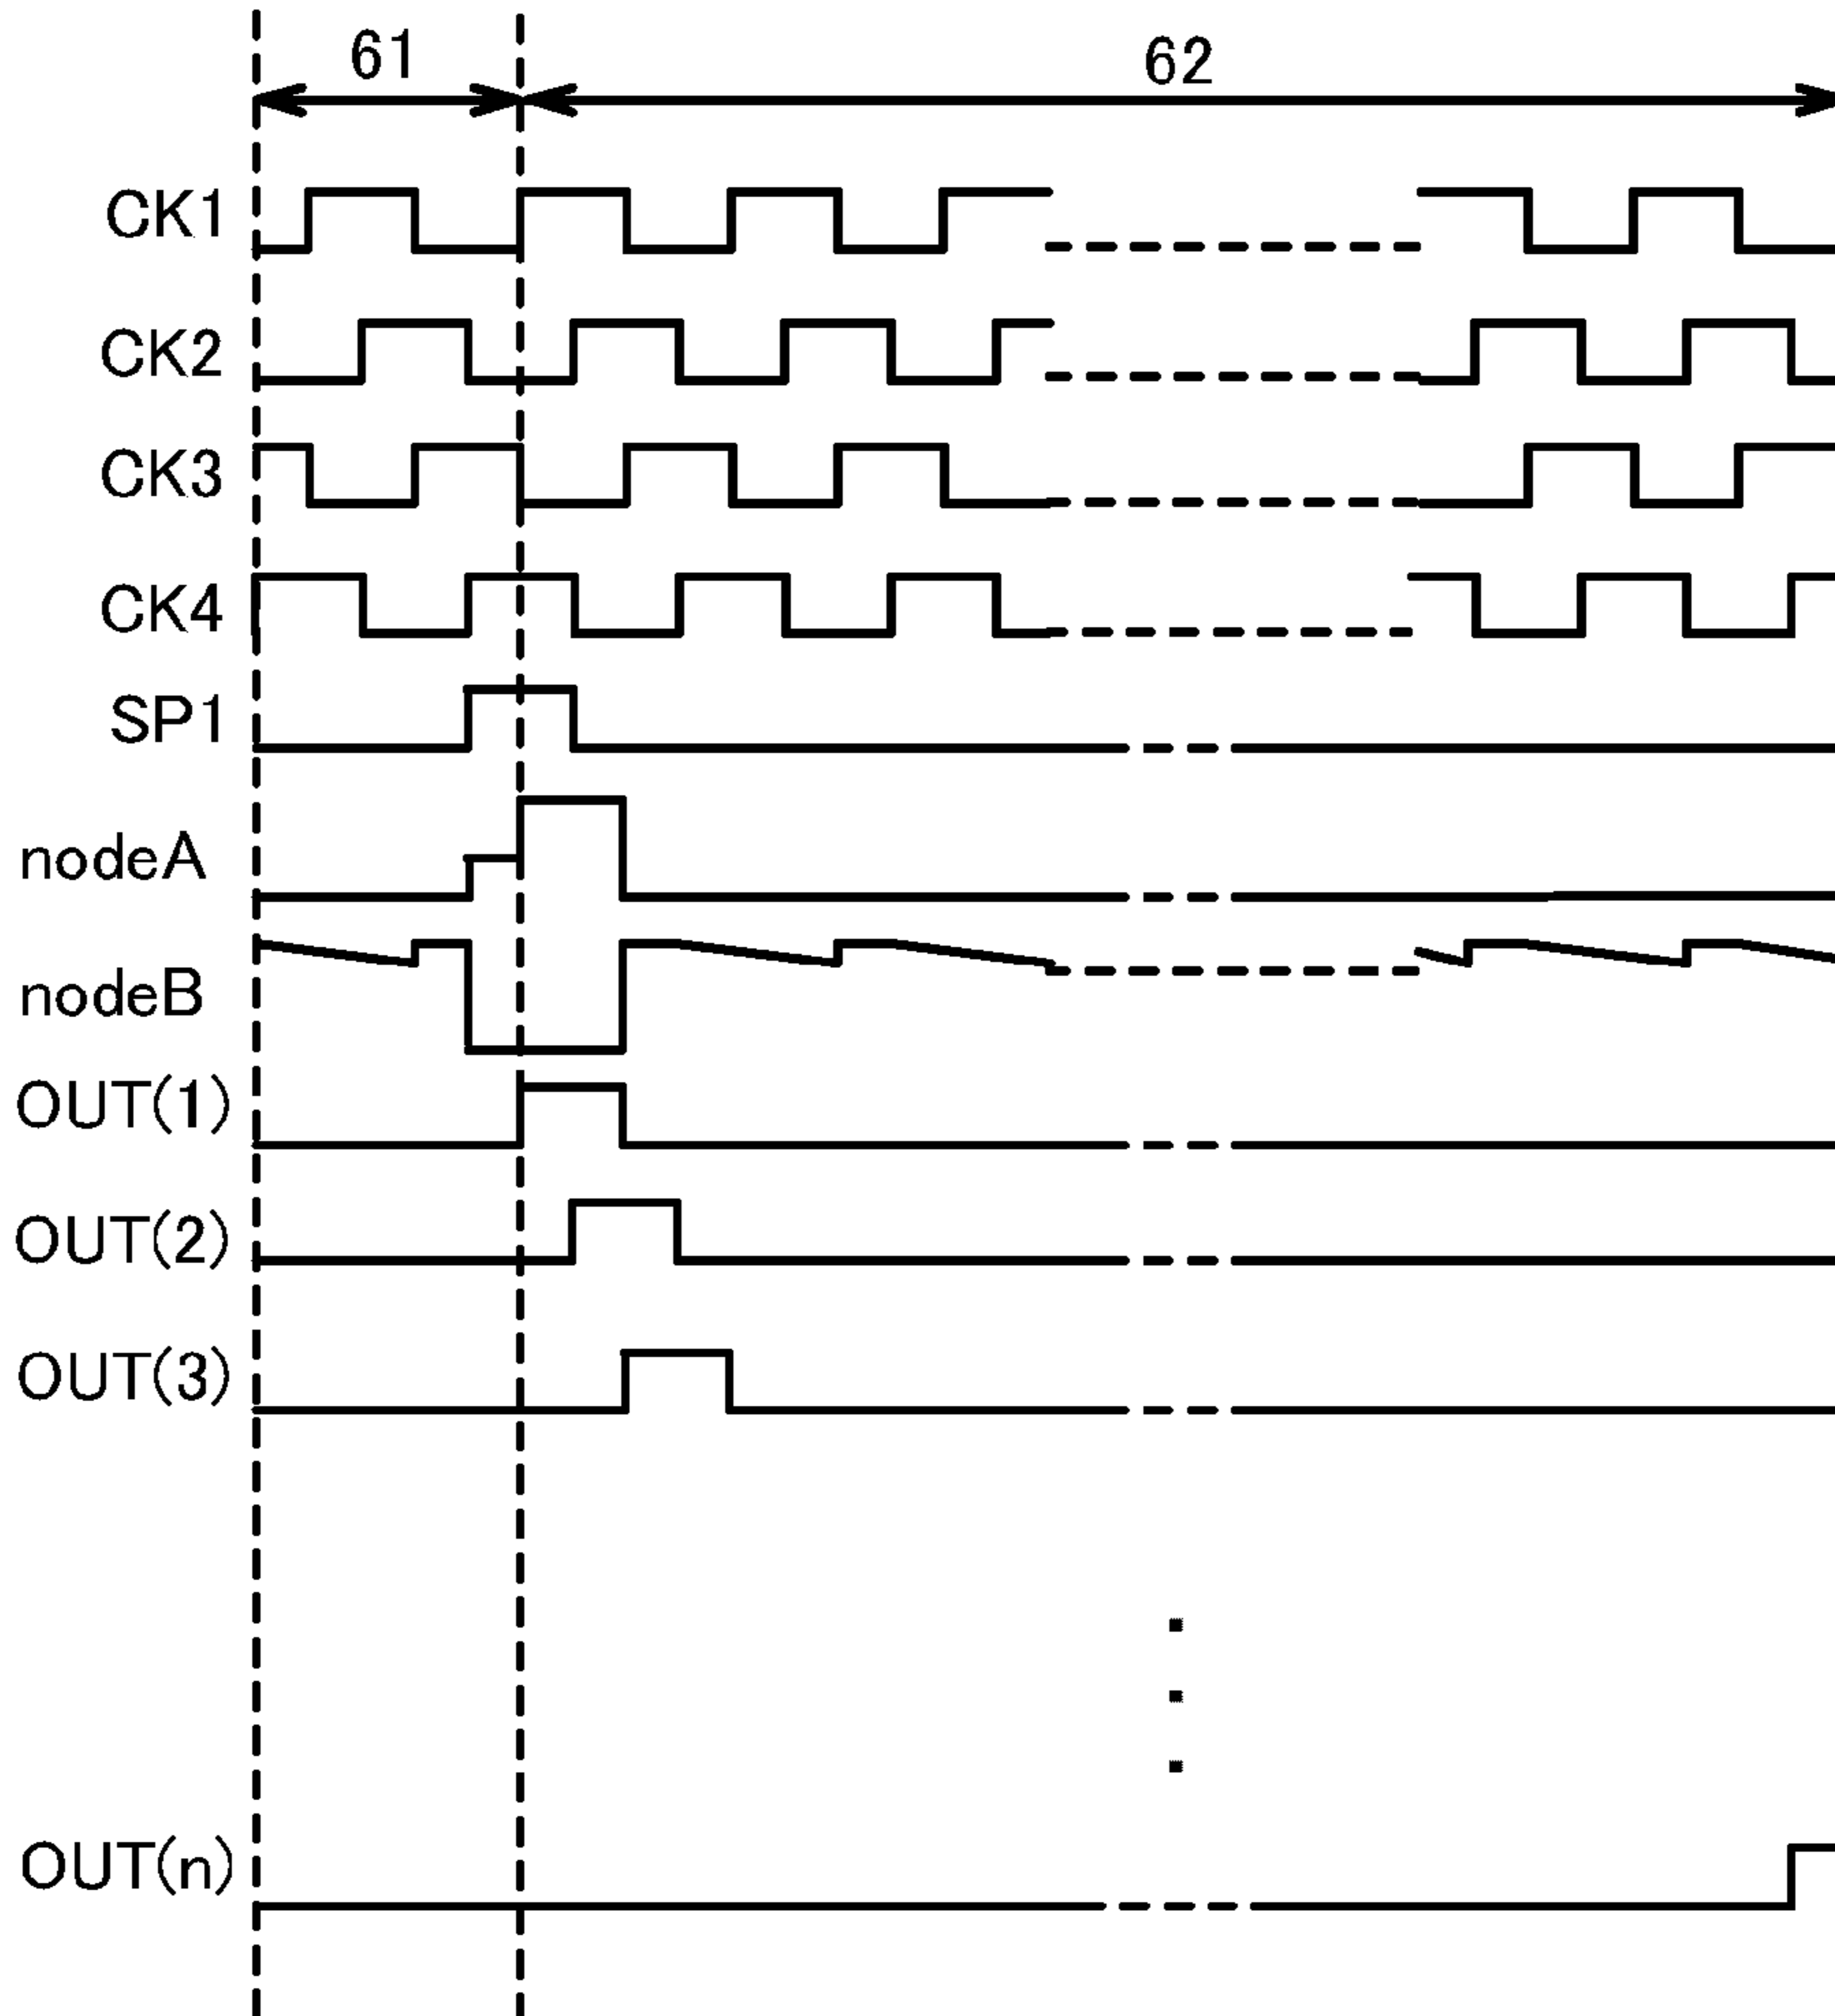 61
62
CK1
CK2
CK3
CK4
SP1
nodeA
nodeB
OUT(1)
OUT(2)
OUT(3)
OUT(n)